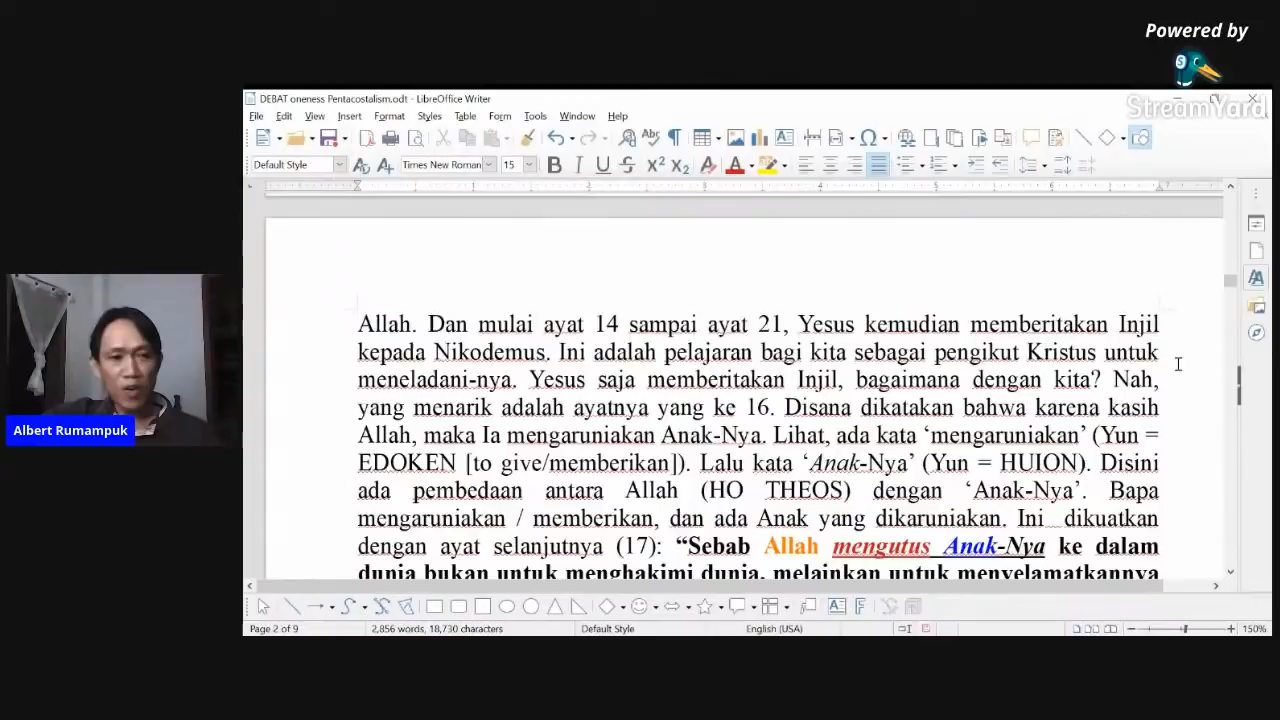 Powered by
StreamYard
DEBAT oneness Pentacostalism.odt - LibreOffice Writer
File Edit View Insert Format Styles Table Form Tools Window Help
Default Style Times New Roman 15
Allah. Dan mulai ayat 14 sampai ayat 21, Yesus kemudian memberitakan Injil
kepada Nikodemus. Ini adalah pelajaran bagi kita sebagai pengikut Kristus untuk
meneladani-nya. Yesus saja memberitakan Injil, bagaimana dengan kita? Nah,
yang menarik adalah ayatnya yang ke 16. Disana dikatakan bahwa karena kasih
Allah, maka Ia mengaruniakan Anak-Nya. Lihat, ada kata ‘mengaruniakan’ (Yun =
EDOKEN [to give/memberikan]). Lalu kata ‘Anak-Nya’ (Yun = HUION). Disini
ada pembedaan antara Allah (HO THEOS) dengan ‘Anak-Nya’. Bapa
mengaruniakan / memberikan, dan ada Anak yang dikaruniakan. Ini dikuatkan
dengan ayat selanjutnya (17): “Sebab Allah mengutus Anak-Nya ke dalam
dunia bukan untuk menghakimi dunia, melainkan untuk menyelamatkannya
Albert Rumampuk
Page 2 of 9 2,856 words, 18,730 characters Default Style English (USA) 150%